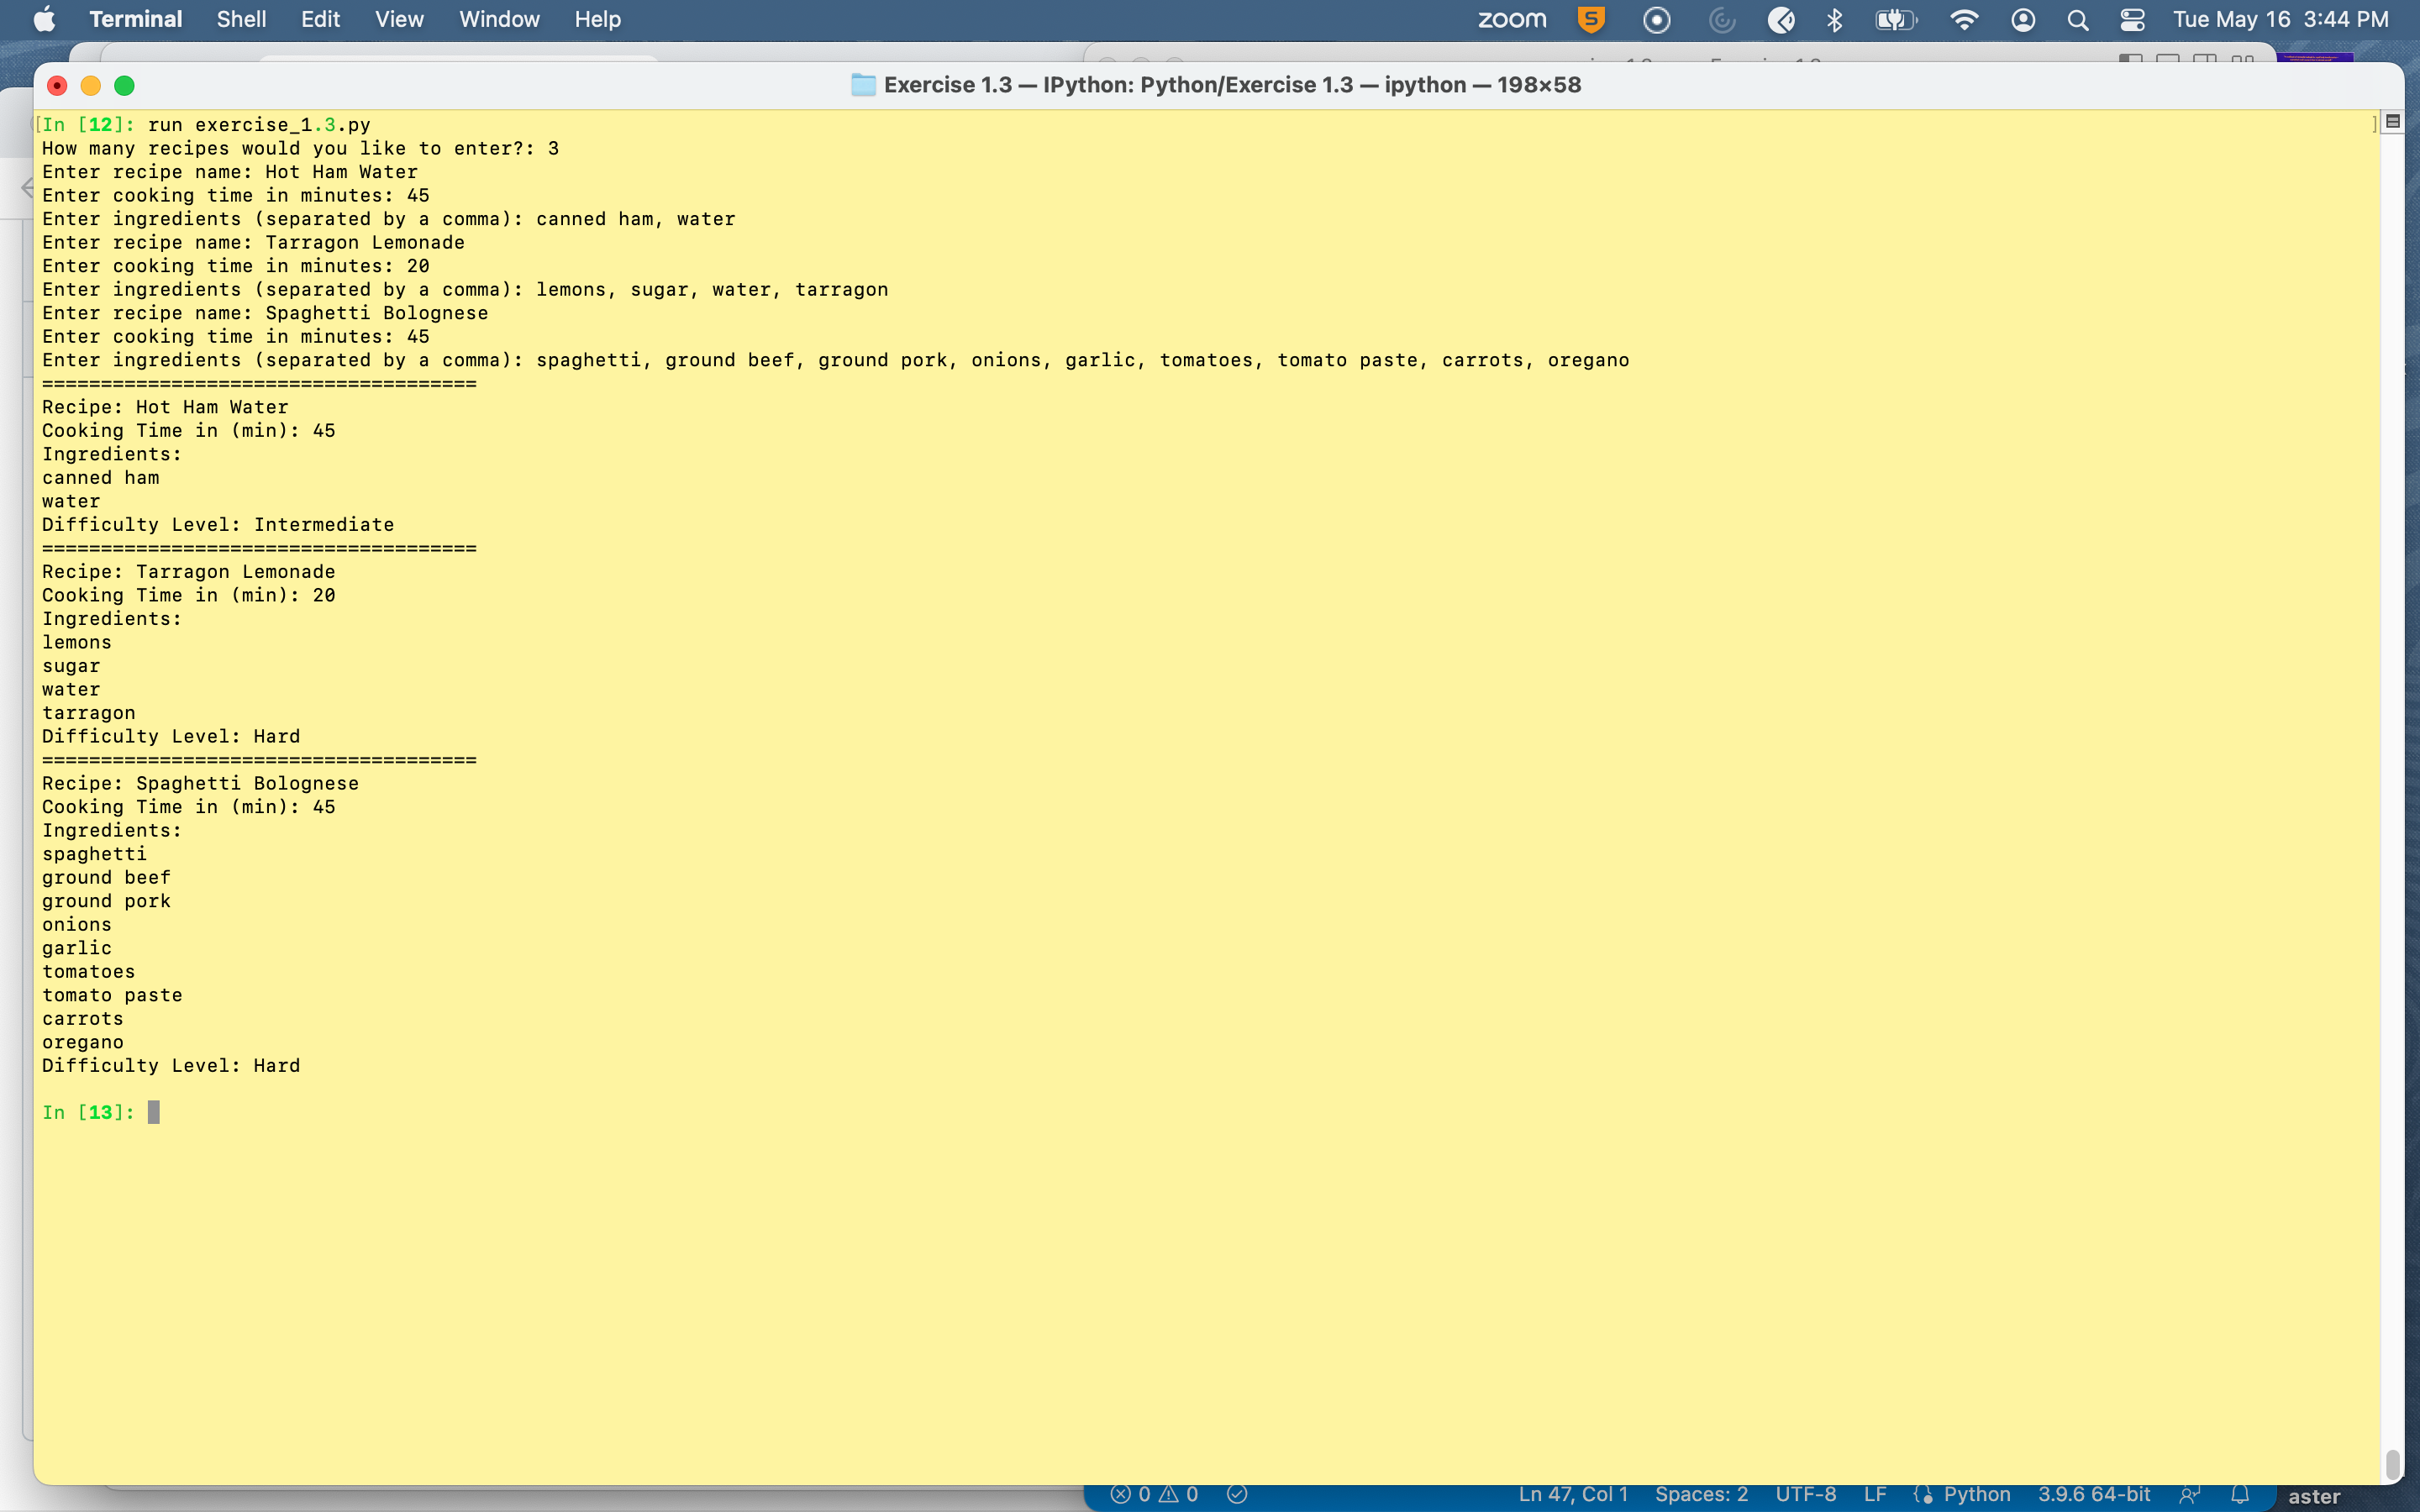 Terminal Shell Edit View Window Help zoom S Tue May 16 3:44 PM
Exercise 1.3 — IPython: Python/Exercise 1.3 — ipython — 198×58
[In [12]: run exercise_1.3.py ]
How many recipes would you like to enter?: 3
Enter recipe name: Hot Ham Water
Enter cooking time in minutes: 45
Enter ingredients (separated by a comma): canned ham, water
Enter recipe name: Tarragon Lemonade
Enter cooking time in minutes: 20
Enter ingredients (separated by a comma): lemons, sugar, water, tarragon
Enter recipe name: Spaghetti Bolognese
Enter cooking time in minutes: 45
Enter ingredients (separated by a comma): spaghetti, ground beef, ground pork, onions, garlic, tomatoes, tomato paste, carrots, oregano
=====================================
Recipe: Hot Ham Water
Cooking Time in (min): 45
Ingredients:
canned ham
water
Difficulty Level: Intermediate
=====================================
Recipe: Tarragon Lemonade
Cooking Time in (min): 20
Ingredients:
lemons
sugar
water
tarragon
Difficulty Level: Hard
=====================================
Recipe: Spaghetti Bolognese
Cooking Time in (min): 45
Ingredients:
spaghetti
ground beef
ground pork
onions
garlic
tomatoes
tomato paste
carrots
oregano
Difficulty Level: Hard
In [13]:
0 0 Ln 47, Col 1 Spaces: 2 UTF-8 LF Python 3.9.6 64-bit aster